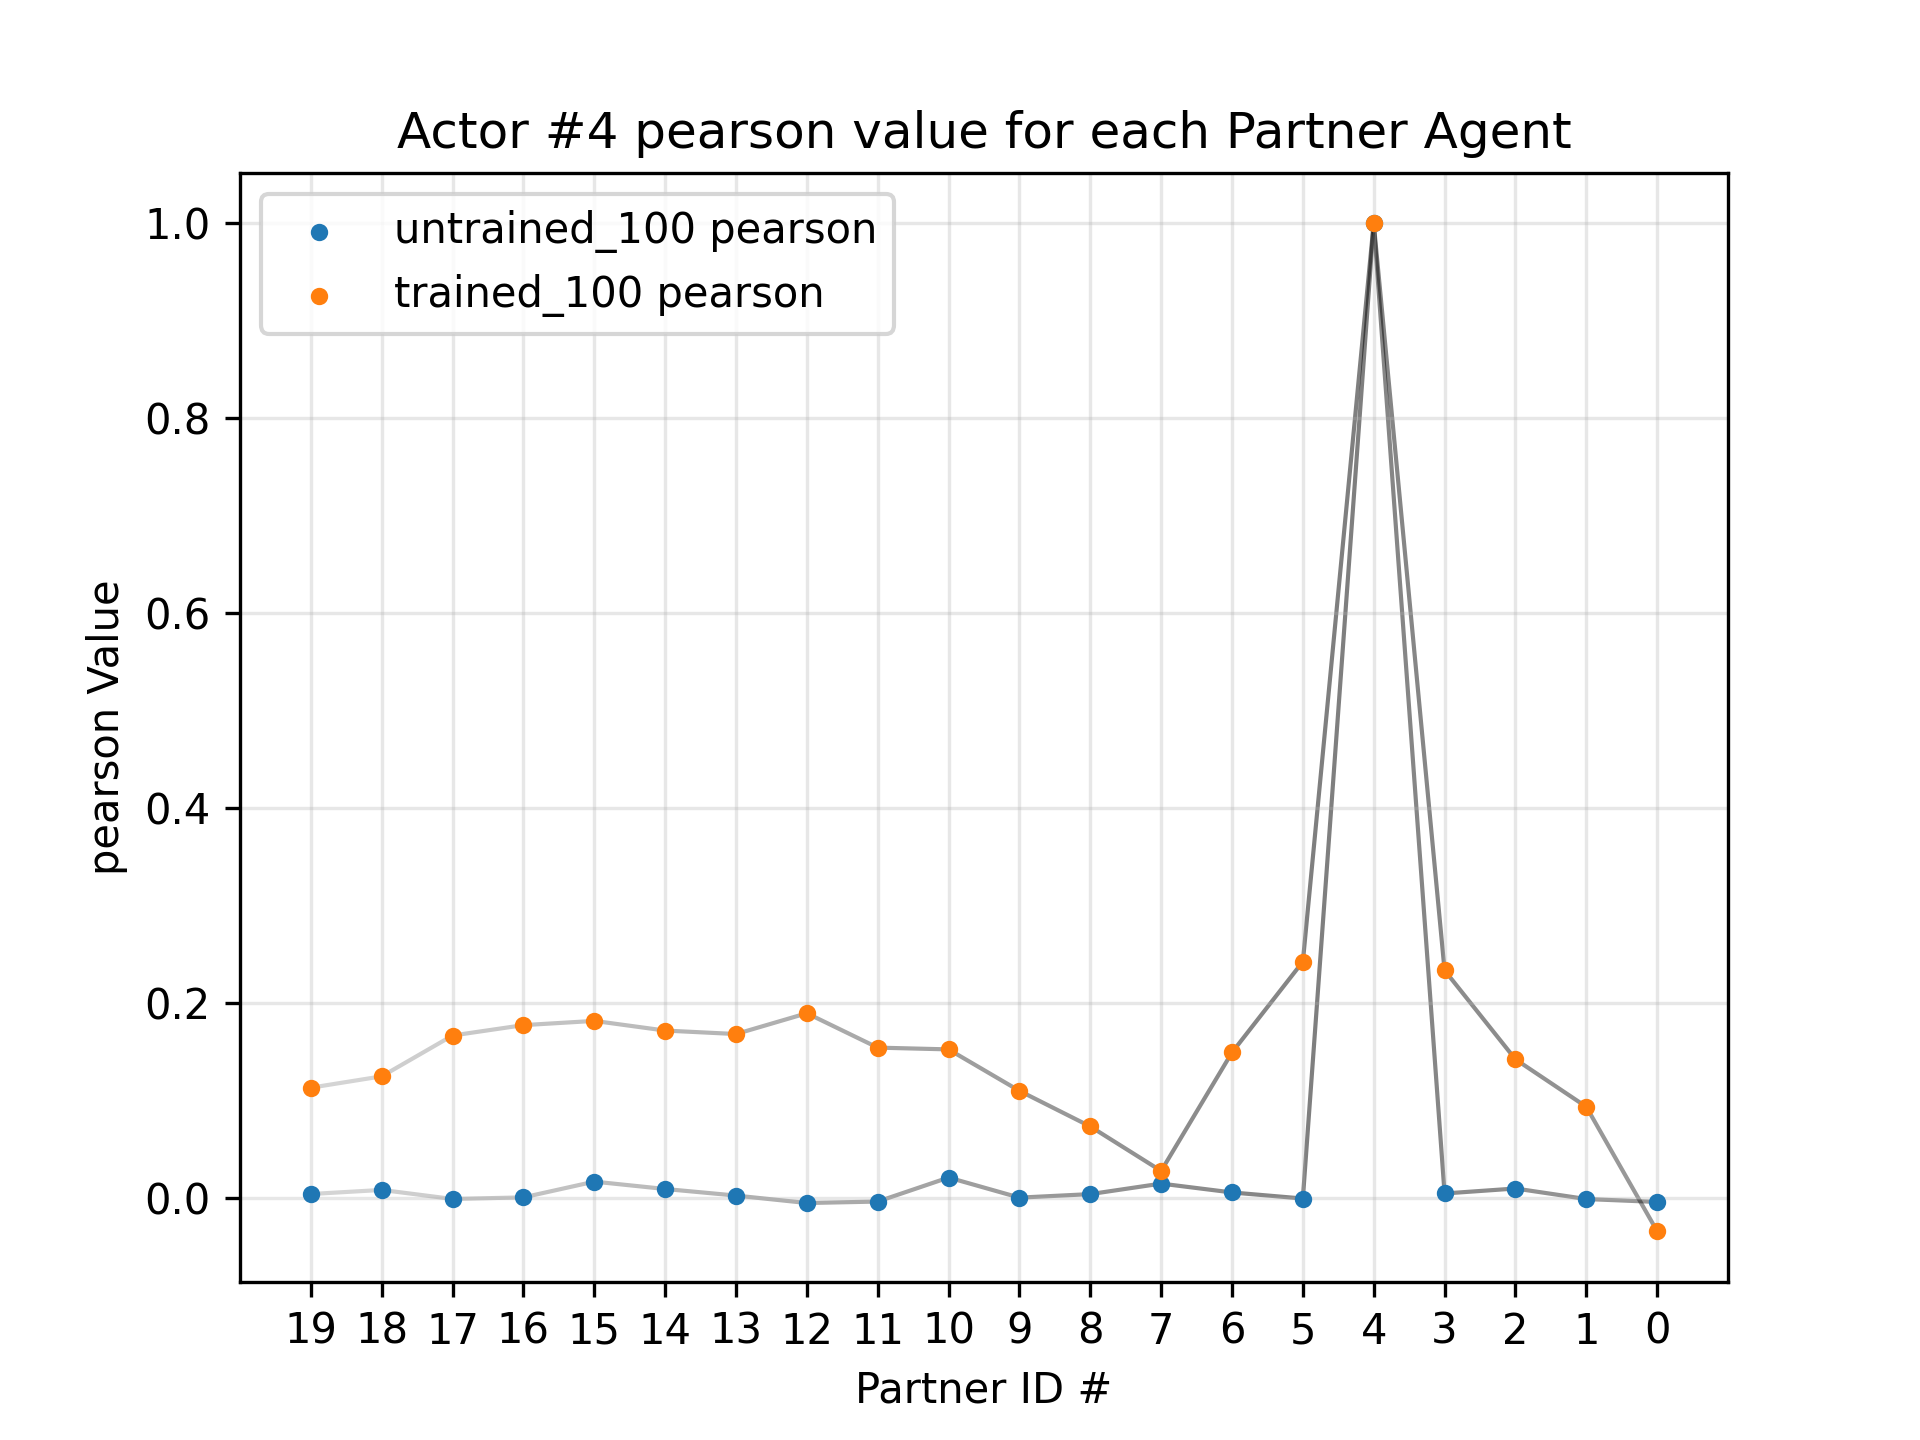 Actor #4 pearson value for each Partner Agent
untrained_100 pearson
trained_100 pearson
1.0
0.8
0.6
0.4
0.2
0.0
pearson Value
19 18 17 16 15 14 13 12 11 10 9 8 7 6 5 4 3 2 1 0
Partner ID #